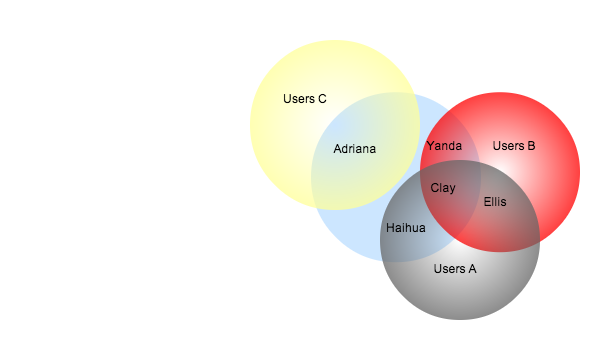 Users C
Adriana
Yanda
Users B
Clay
Ellis
Haihua
Users A